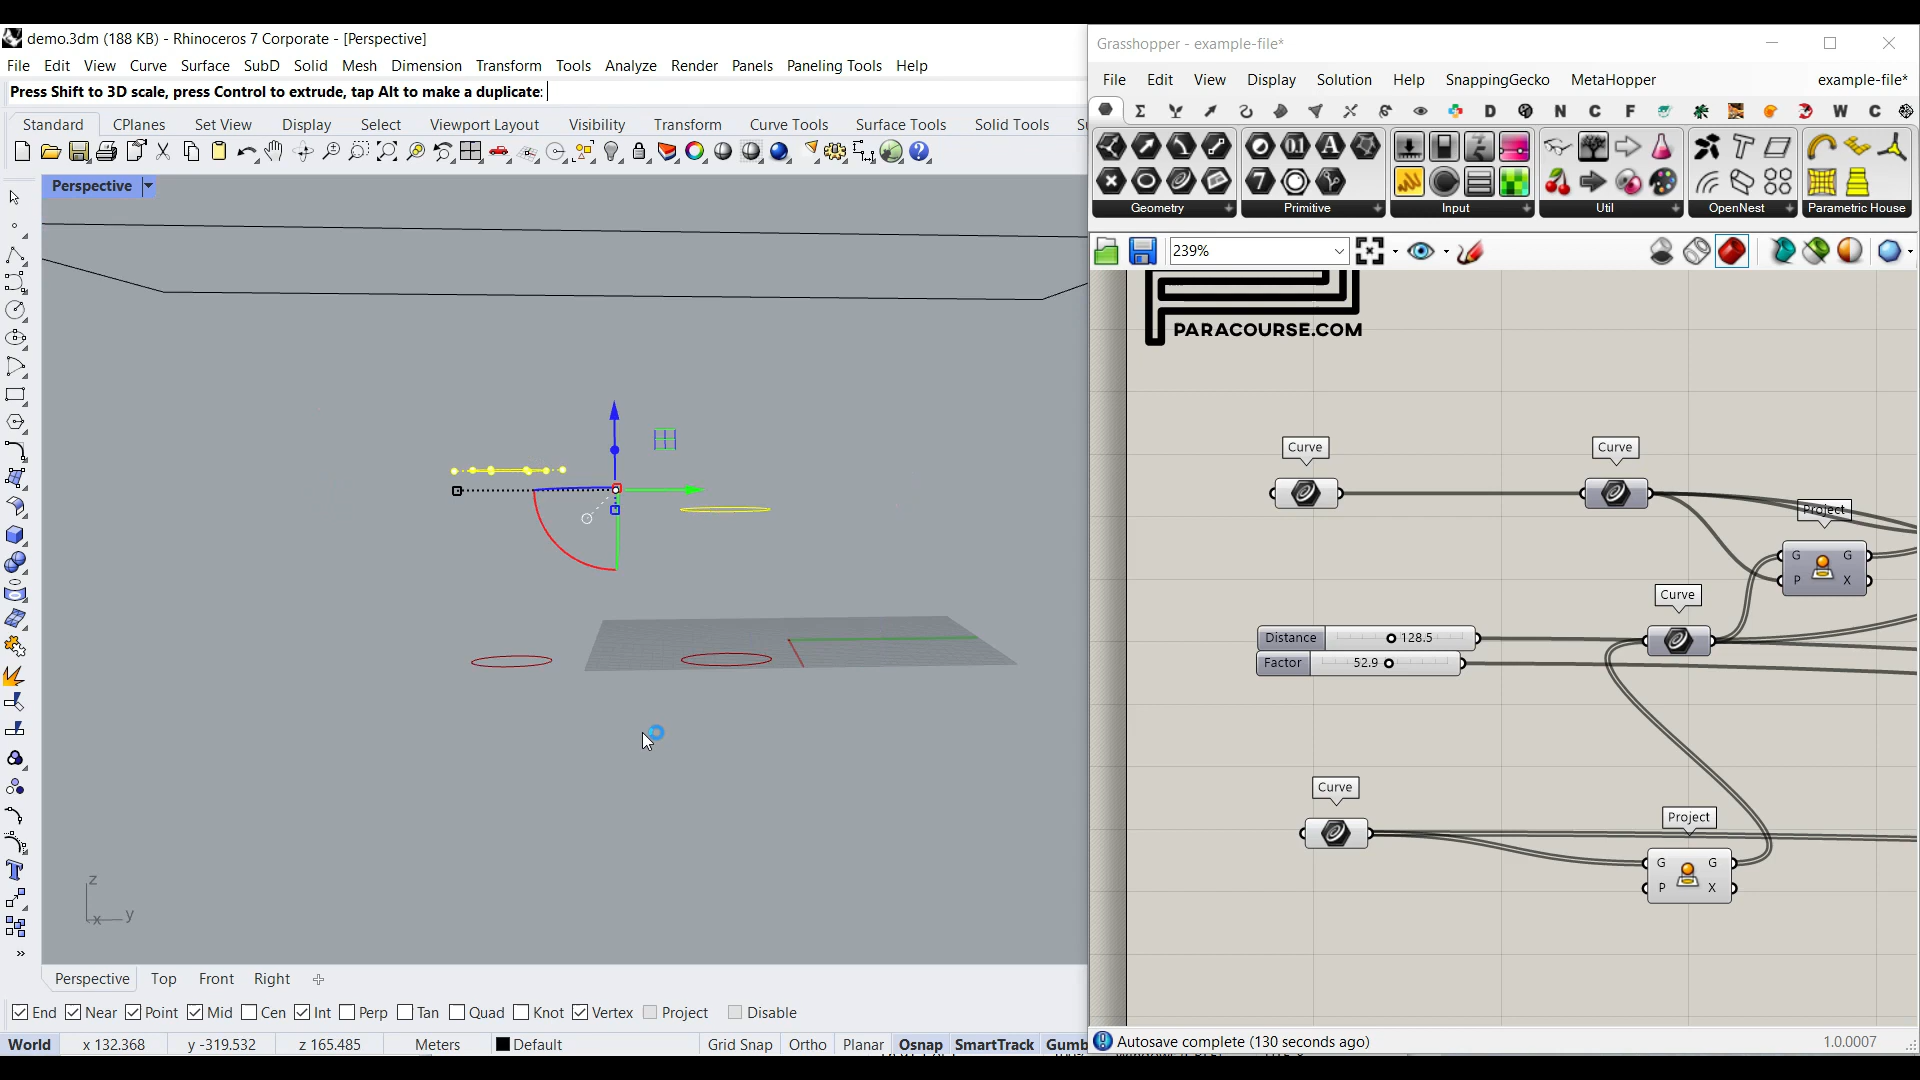 demo.3dm (188 KB) - Rhinoceros 7 Corporate - [Perspective]
File Edit View Curve Surface SubD Solid Mesh Dimension Transform Tools Analyze Render Panels Paneling Tools Help
Press Shift to 3D scale, press Control to extrude, tap Alt to make a duplicate:
Standard CPlanes Set View Display Select Viewport Layout Visibility Transform Curve Tools Surface Tools Solid Tools
Perspective
z
x y
Perspective Top Front Right
End Near Point Mid Cen Int Perp Tan Quad Knot Vertex Project Disable
World x 132.368 y -319.532 z 165.485 Meters Default Grid Snap Ortho Planar Osnap SmartTrack Gumb
Grasshopper - example-file*
File Edit View Display Solution Help SnappingGecko MetaHopper example-file*
D N C F W C
Geometry Primitive Input Util OpenNest Parametric House
239%
PARACOURSE.COM
Curve
Curve
Project
G G
P X
Curve
Distance 128.5
Factor 52.9
Curve
Project
G G
P X
Autosave complete (130 seconds ago) 1.0.0007